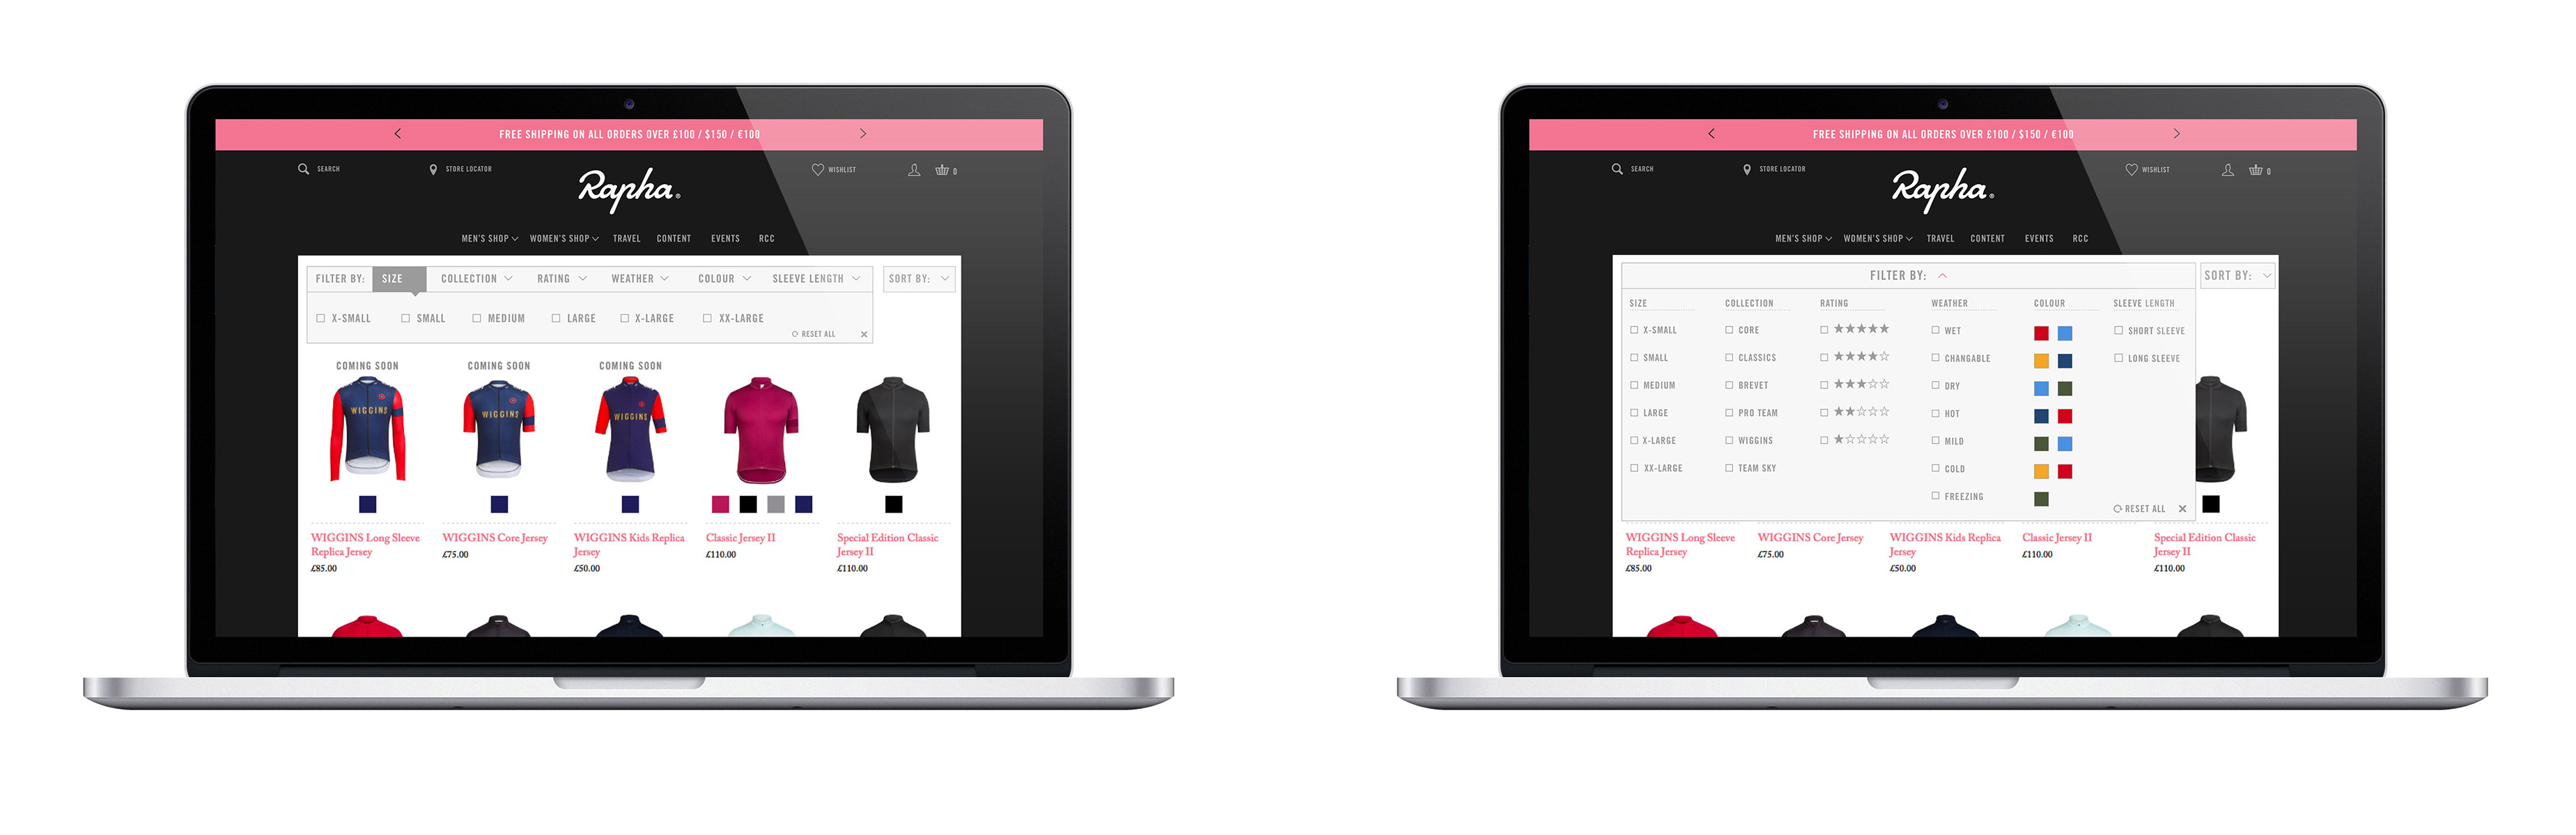 FREE SHIPPING ON ALL ORDERS OVER £100 / $150 / €100
SEARCH
STORE LOCATOR
Rapha®
WISHLIST
0
MEN'S SHOP WOMEN'S SHOP TRAVEL CONTENT EVENTS RCC
FILTER BY: SIZE COLLECTION RATING WEATHER COLOUR SLEEVE LENGTH SORT BY:
X-SMALL SMALL MEDIUM LARGE X-LARGE XX-LARGE
RESET ALL
COMING SOON COMING SOON COMING SOON
WIGGINS WIGGINS WIGGINS
WIGGINS Long Sleeve
Replica Jersey
£85.00
WIGGINS Core Jersey
£75.00
WIGGINS Kids Replica
Jersey
£50.00
Classic Jersey II
£110.00
Special Edition Classic
Jersey II
£110.00
FREE SHIPPING ON ALL ORDERS OVER £100 / $150 / €100
SEARCH
STORE LOCATOR
Rapha®
WISHLIST
0
MEN'S SHOP WOMEN'S SHOP TRAVEL CONTENT EVENTS RCC
FILTER BY: SORT BY:
SIZE
X-SMALL
SMALL
MEDIUM
LARGE
X-LARGE
XX-LARGE
COLLECTION
CORE
CLASSICS
BREVET
PRO TEAM
WIGGINS
TEAM SKY
RATING
WEATHER
WET
CHANGABLE
DRY
HOT
MILD
COLD
FREEZING
COLOUR
SLEEVE LENGTH
SHORT SLEEVE
LONG SLEEVE
RESET ALL
WIGGINS Long Sleeve
Replica Jersey
£85.00
WIGGINS Core Jersey
£75.00
WIGGINS Kids Replica
Jersey
£50.00
Classic Jersey II
£110.00
Special Edition Classic
Jersey II
£110.00